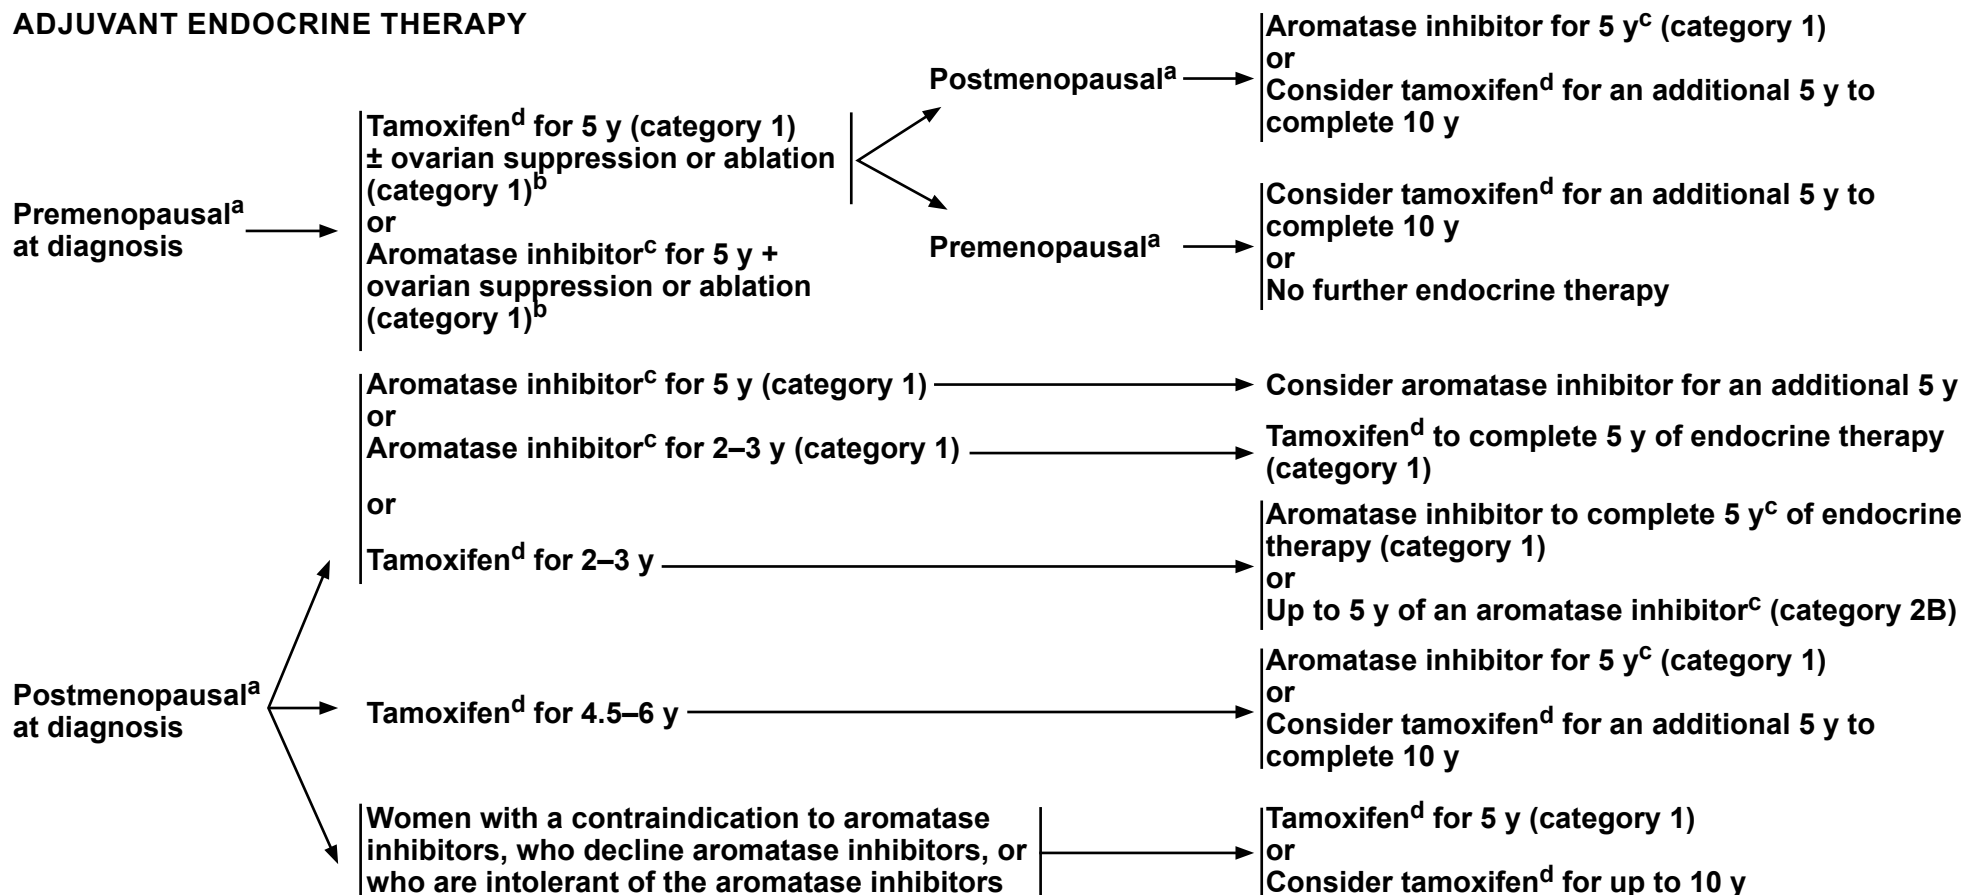 ADJUVANT ENDOCRINE THERAPY
Premenopausalᵃ
at diagnosis
Tamoxifenᵈ for 5 y (category 1)
± ovarian suppression or ablation
(category 1)ᵇ
or
Aromatase inhibitorᶜ for 5 y +
ovarian suppression or ablation
(category 1)ᵇ
Postmenopausalᵃ
Aromatase inhibitor for 5 yᶜ (category 1)
or
Consider tamoxifenᵈ for an additional 5 y to
complete 10 y
Premenopausalᵃ
Consider tamoxifenᵈ for an additional 5 y to
complete 10 y
or
No further endocrine therapy
Postmenopausalᵃ
at diagnosis
Aromatase inhibitorᶜ for 5 y (category 1)
Consider aromatase inhibitor for an additional 5 y
or
Aromatase inhibitorᶜ for 2–3 y (category 1)
Tamoxifenᵈ to complete 5 y of endocrine therapy
(category 1)
or
Tamoxifenᵈ for 2–3 y
Aromatase inhibitor to complete 5 yᶜ of endocrine
therapy (category 1)
or
Up to 5 y of an aromatase inhibitorᶜ (category 2B)
Tamoxifenᵈ for 4.5–6 y
Aromatase inhibitor for 5 yᶜ (category 1)
or
Consider tamoxifenᵈ for an additional 5 y to
complete 10 y
Women with a contraindication to aromatase
inhibitors, who decline aromatase inhibitors, or
who are intolerant of the aromatase inhibitors
Tamoxifenᵈ for 5 y (category 1)
or
Consider tamoxifenᵈ for up to 10 y